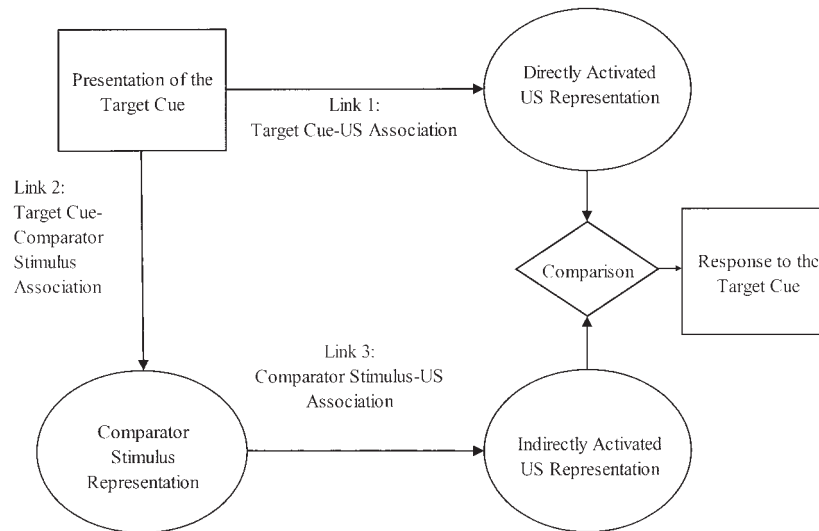 Presentation of the
Target Cue
Link 1:
Target Cue-US Association
Directly Activated
US Representation
Link 2:
Target Cue-
Comparator
Stimulus
Association
Comparison
Response to the
Target Cue
Link 3:
Comparator Stimulus-US
Association
Comparator
Stimulus
Representation
Indirectly Activated
US Representation